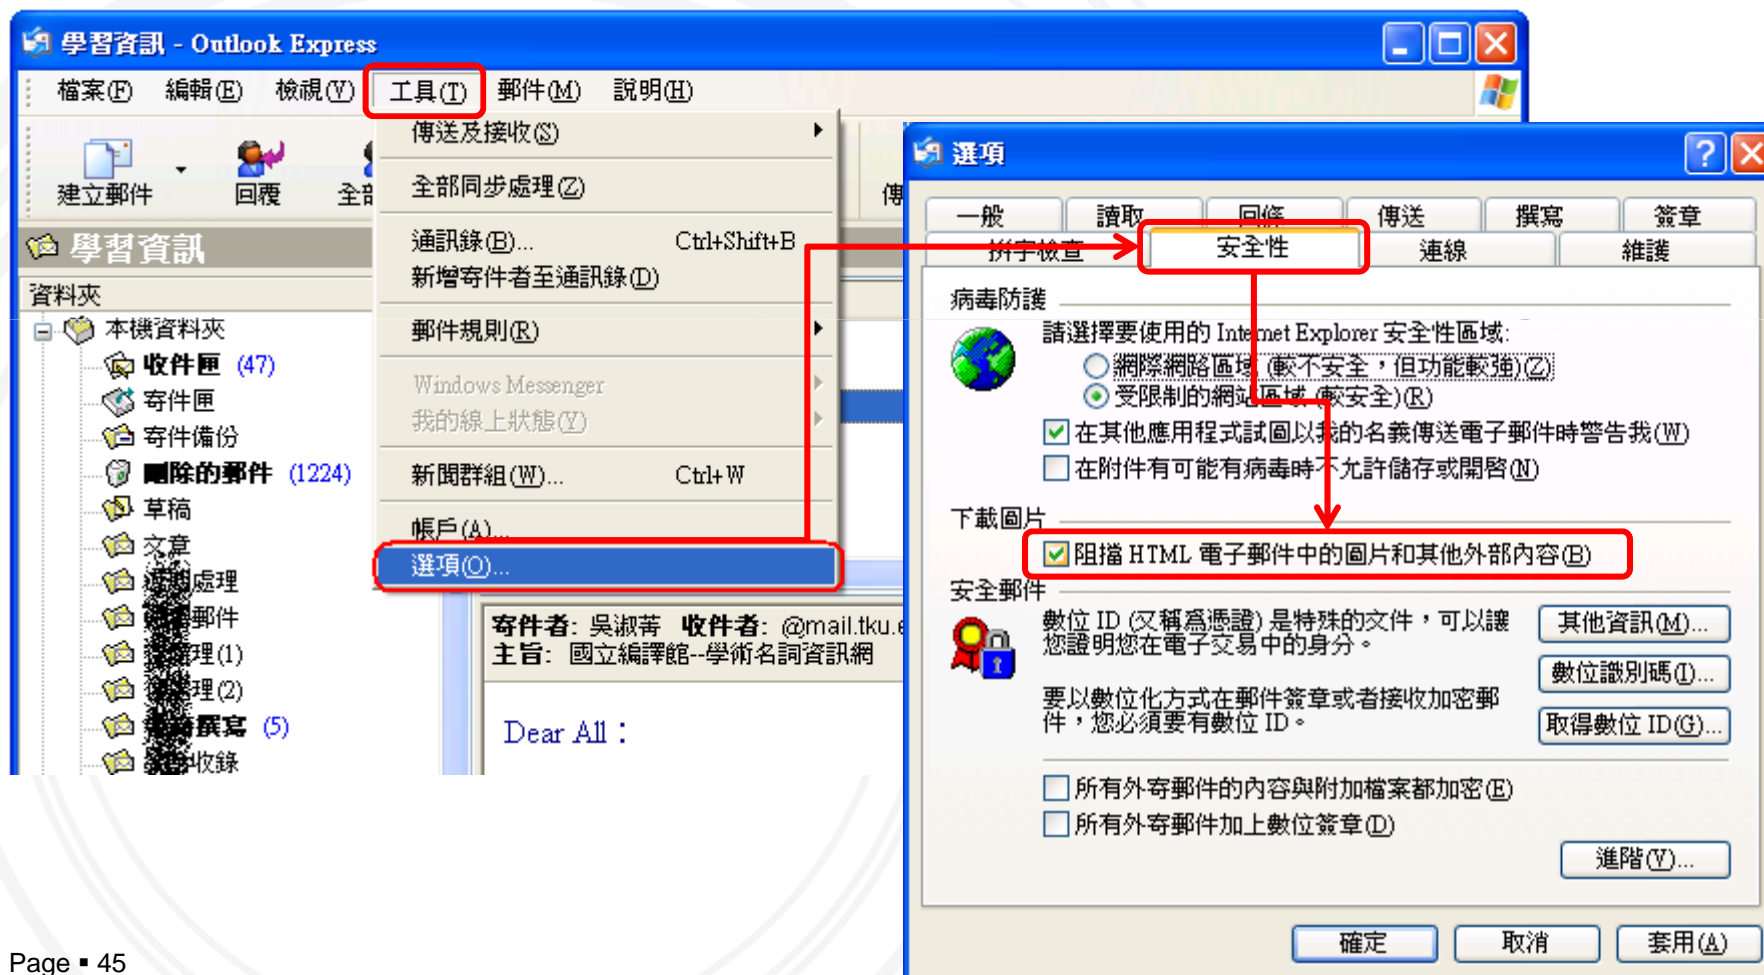 學習資訊 - Outlook Express
檔案(F) 編輯(E) 檢視(V) 工具(T) 郵件(M) 說明(H)
建立郵件 回覆
傳送及接收(S)
全部同步處理(Z)
通訊錄(B)... Ctrl+Shift+B
新增寄件者至通訊錄(D)
郵件規則(R)
Windows Messenger
我的線上狀態(Y)
新聞群組(W)... Ctrl+W
帳戶(A)...
選項(O)...
學習資訊
資料夾
本機資料夾
收件匣 (47)
寄件匣
寄件備份
刪除的郵件 (1224)
草稿
文章
處理
郵件
理(1)
理(2)
撰寫 (5)
收錄
寄件者: 吳淑菁 收件者: @mail.tku.e
主旨: 國立編譯館--學術名詞資訊網
Dear All：
選項
一般 讀取 回條 傳送 撰寫 簽章
拼字檢查 安全性 連線 維護
病毒防護
請選擇要使用的 Internet Explorer 安全性區域:
網際網路區域 (較不安全，但功能較強)(Z)
受限制的網站區域 (較安全)(R)
在其他應用程式試圖以我的名義傳送電子郵件時警告我(W)
在附件有可能有病毒時不允許儲存或開啟(N)
下載圖片
阻擋 HTML 電子郵件中的圖片和其他外部內容(B)
安全郵件
數位 ID (又稱為憑證) 是特殊的文件，可以讓
您證明您在電子交易中的身分。
其他資訊(M)...
數位識別碼(I)...
要以數位化方式在郵件簽章或者接收加密郵
件，您必須要有數位 ID。
取得數位 ID(G)...
所有外寄郵件的內容與附加檔案都加密(E)
所有外寄郵件加上數位簽章(D)
進階(V)...
確定 取消 套用(A)
Page ▪ 45